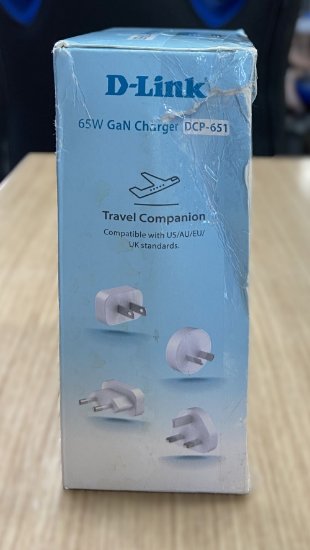 D-Link
65W GaN Charger DCP-651
Travel Companion
Compatible with US/AU/EU/
UK standards.